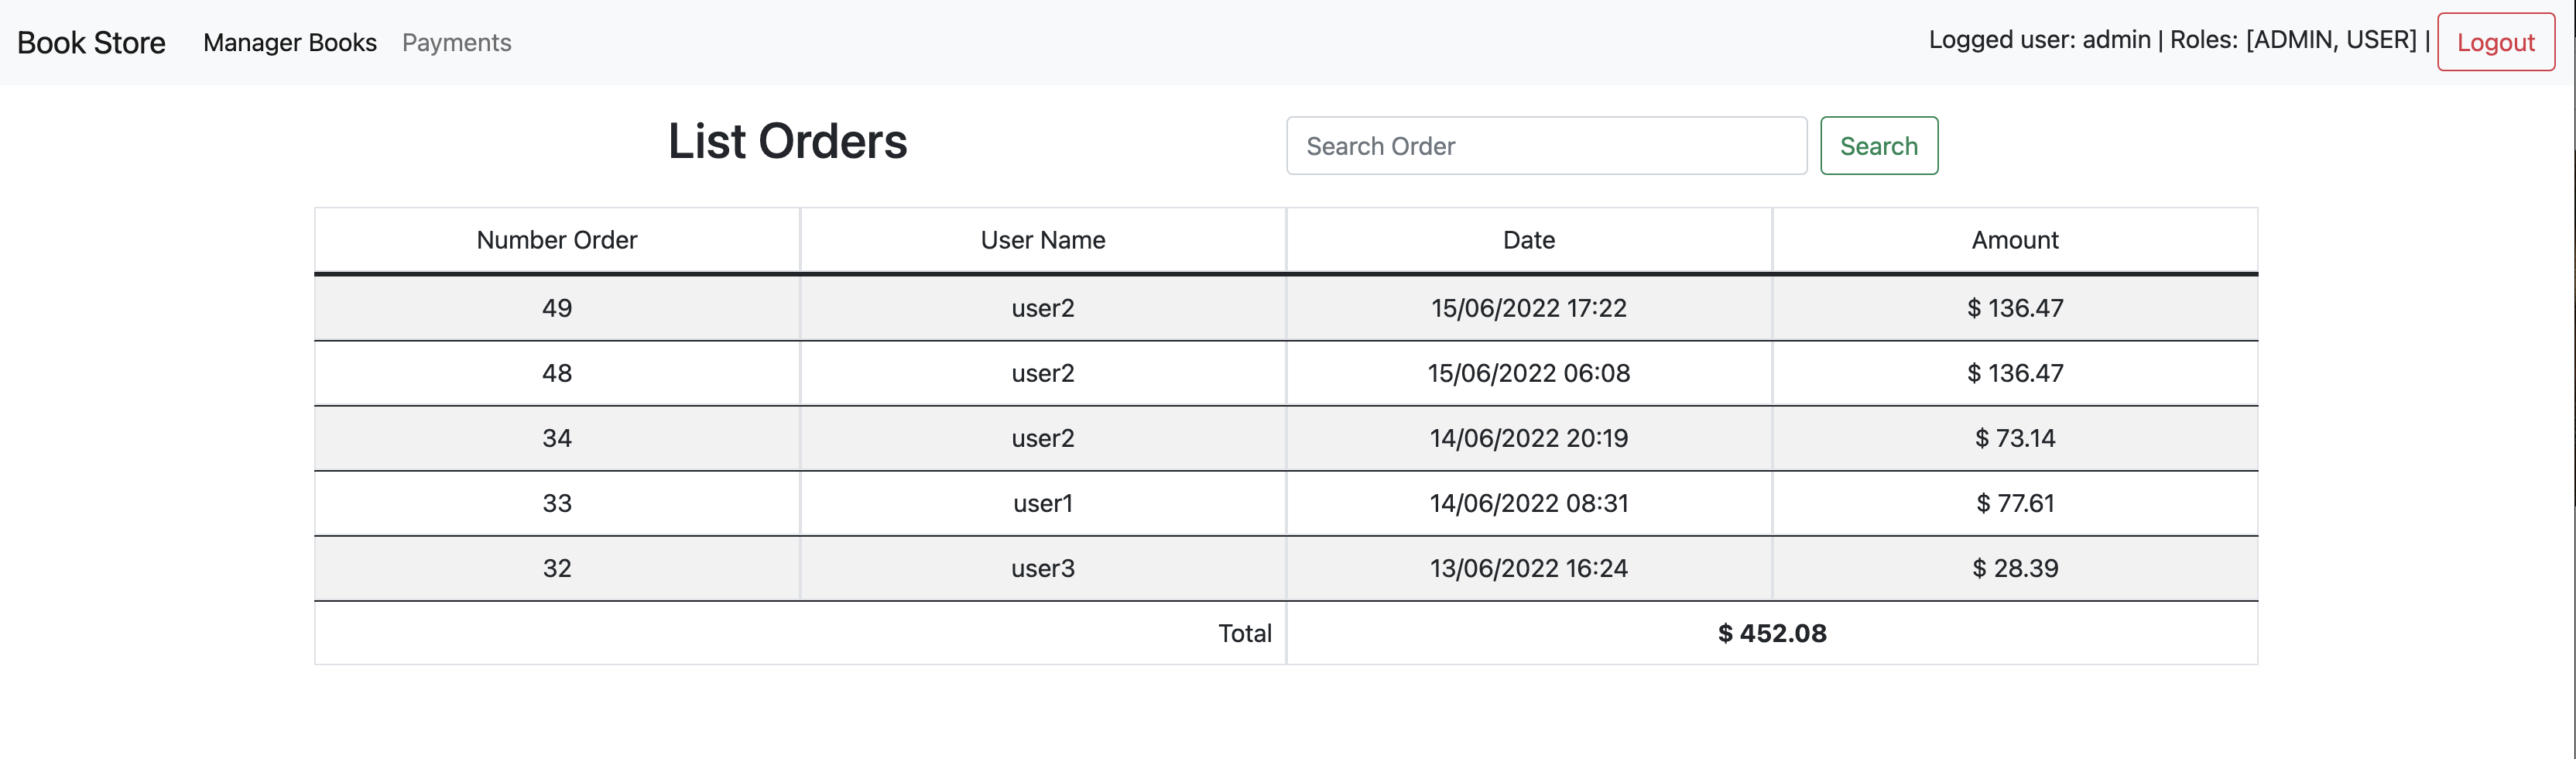 Book Store Manager Books Payments Logged user: admin | Roles: [ADMIN, USER] | Logout
List Orders Search Order Search
Number Order User Name Date Amount
49 user2 15/06/2022 17:22 $ 136.47
48 user2 15/06/2022 06:08 $ 136.47
34 user2 14/06/2022 20:19 $ 73.14
33 user1 14/06/2022 08:31 $ 77.61
32 user3 13/06/2022 16:24 $ 28.39
Total $ 452.08